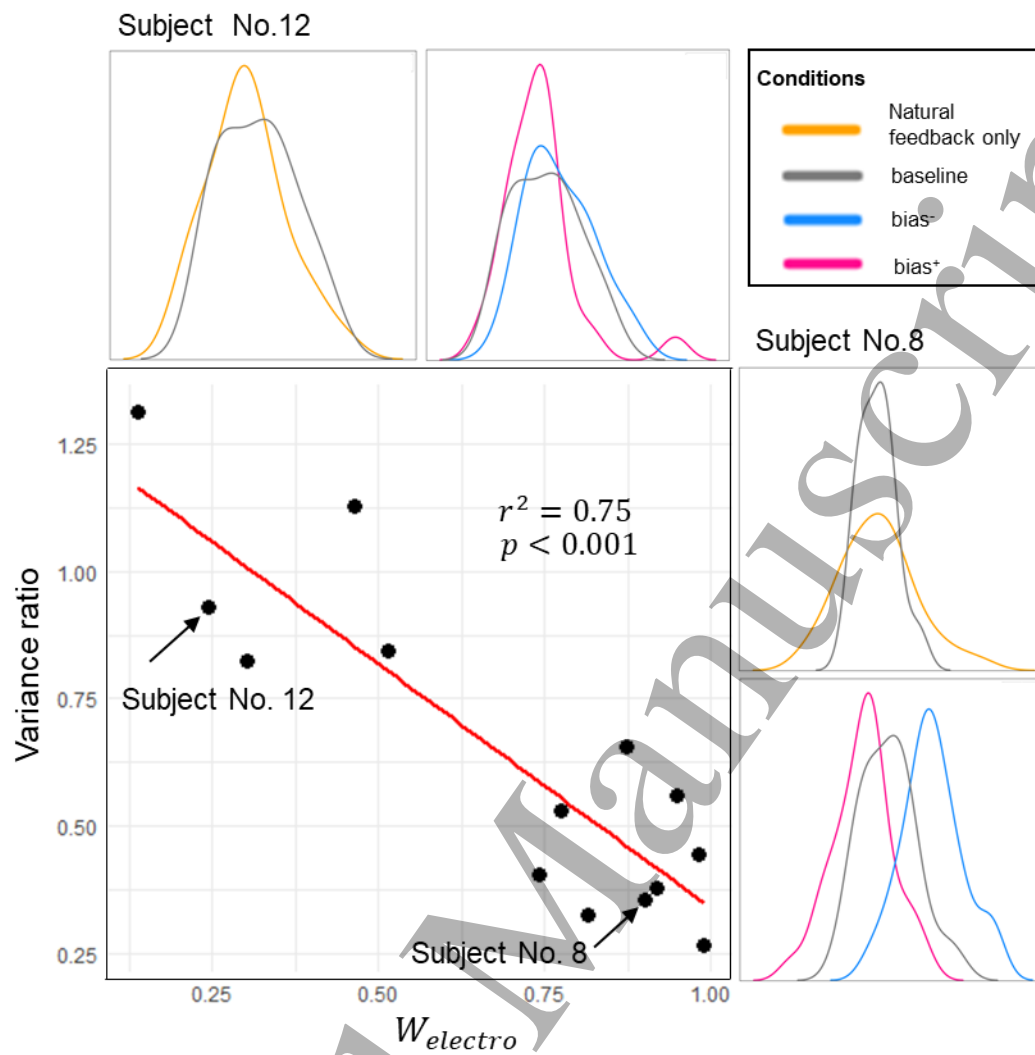 Subject No.12
Conditions
Natural
feedback only
baseline
bias⁻
bias⁺
Subject No.8
1.25
1.00
0.75
0.50
0.25
Variance ratio
r² = 0.75
p < 0.001
Subject No. 12
Subject No. 8
0.25 0.50 0.75 1.00
W_electro
Manuscri